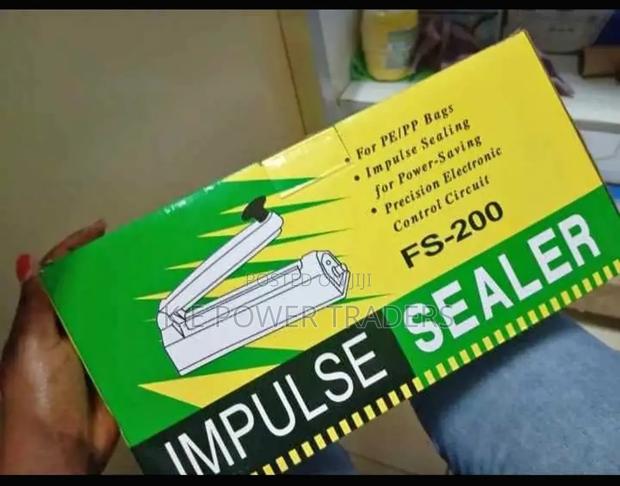 • For PE/PP Bags
• Impulse Sealing
for Power-Saving
• Precision Electronic
Control Circuit
FS-200
POSTED ON JIJI
POWER TRADERS
IMPULSE SEALER